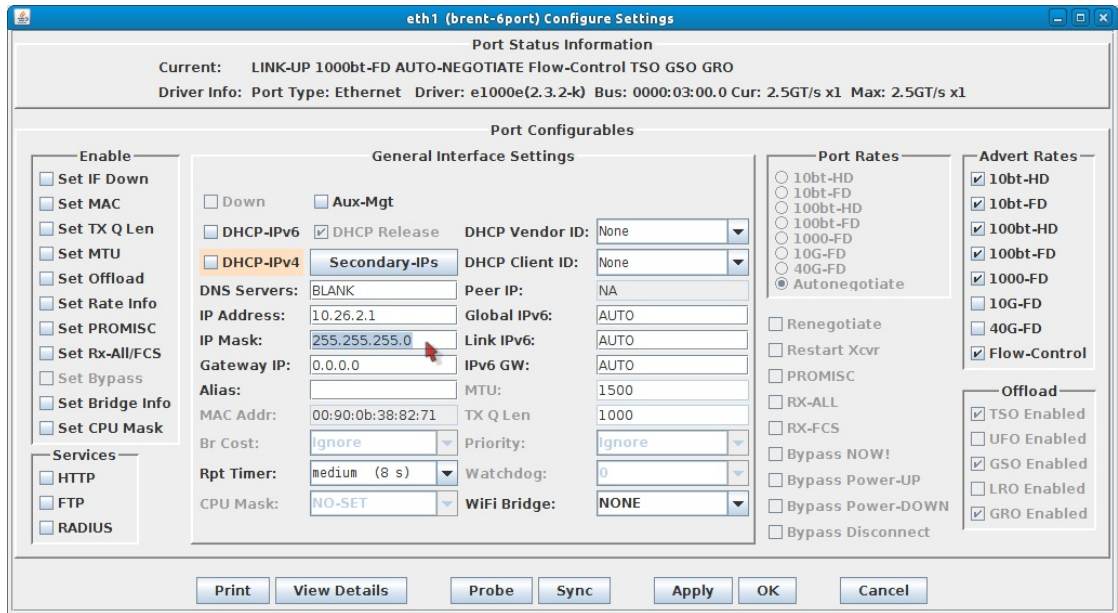 eth1 (brent-6port) Configure Settings
Port Status Information
Current: LINK-UP 1000bt-FD AUTO-NEGOTIATE Flow-Control TSO GSO GRO
Driver Info: Port Type: Ethernet Driver: e1000e(2.3.2-k) Bus: 0000:03:00.0 Cur: 2.5GT/s x1 Max: 2.5GT/s x1
Port Configurables
Enable
Set IF Down
Set MAC
Set TX Q Len
Set MTU
Set Offload
Set Rate Info
Set PROMISC
Set Rx-All/FCS
Set Bypass
Set Bridge Info
Set CPU Mask
Services
HTTP
FTP
RADIUS
General Interface Settings
Down Aux-Mgt
DHCP-IPv6 DHCP Release DHCP Vendor ID: None
DHCP-IPv4 Secondary-IPs DHCP Client ID: None
DNS Servers: BLANK Peer IP: NA
IP Address: 10.26.2.1 Global IPv6: AUTO
IP Mask: 255.255.255.0 Link IPv6: AUTO
Gateway IP: 0.0.0.0 IPv6 GW: AUTO
Alias: MTU: 1500
MAC Addr: 00:90:0b:38:82:71 TX Q Len 1000
Br Cost: Ignore Priority: Ignore
Rpt Timer: medium (8 s) Watchdog: 0
CPU Mask: NO-SET WiFi Bridge: NONE
Port Rates
10bt-HD
10bt-FD
100bt-HD
100bt-FD
1000-FD
10G-FD
40G-FD
Autonegotiate
Renegotiate
Restart Xcvr
PROMISC
RX-ALL
RX-FCS
Bypass NOW!
Bypass Power-UP
Bypass Power-DOWN
Bypass Disconnect
Advert Rates
10bt-HD
10bt-FD
100bt-HD
100bt-FD
1000-FD
10G-FD
40G-FD
Flow-Control
Offload
TSO Enabled
UFO Enabled
GSO Enabled
LRO Enabled
GRO Enabled
Print View Details Probe Sync Apply OK Cancel